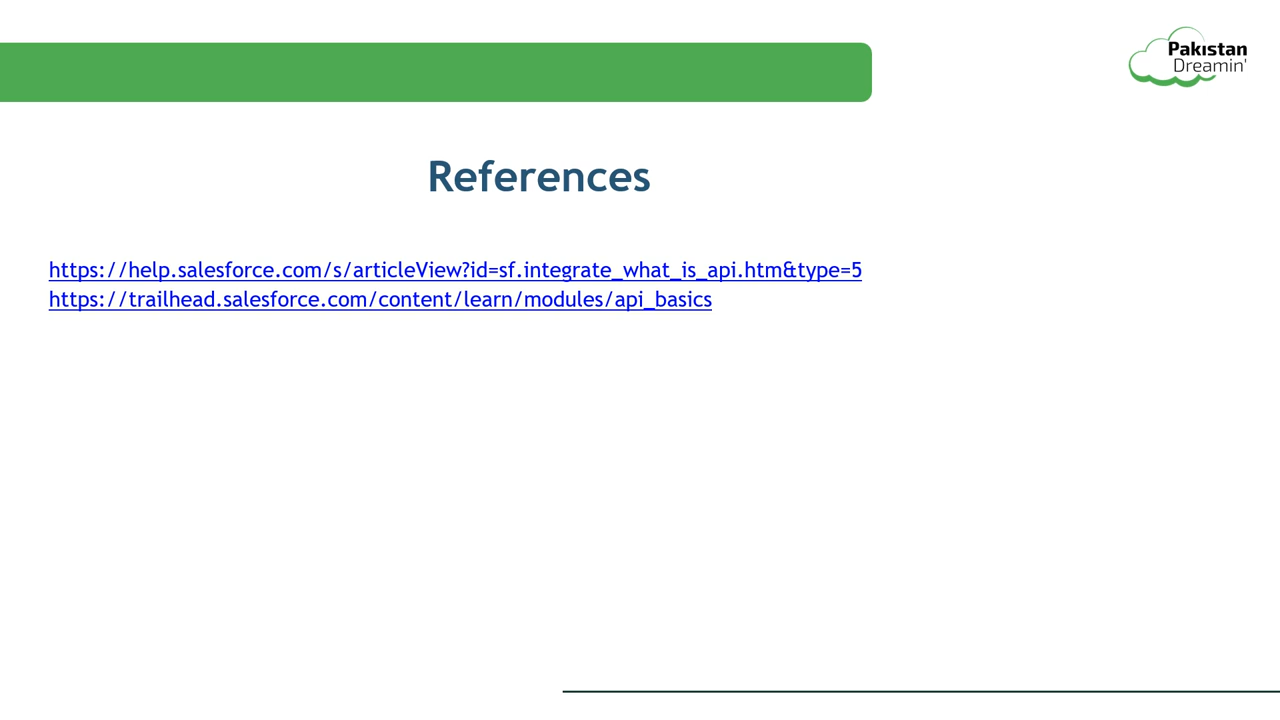 Pakistan
Dreamin'
References
https://help.salesforce.com/s/articleView?id=sf.integrate_what_is_api.htm&type=5
https://trailhead.salesforce.com/content/learn/modules/api_basics